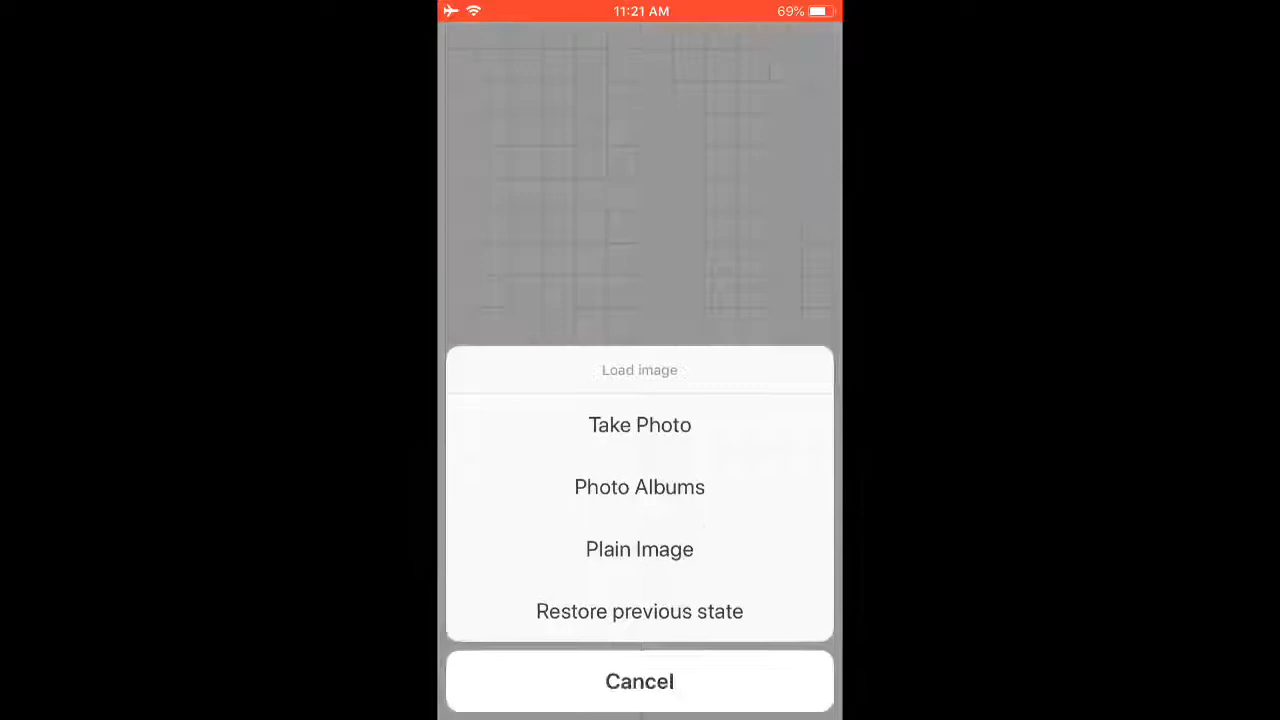 11:21 AM
69%
Load image
Take Photo
Photo Albums
Plain Image
Restore previous state
Cancel